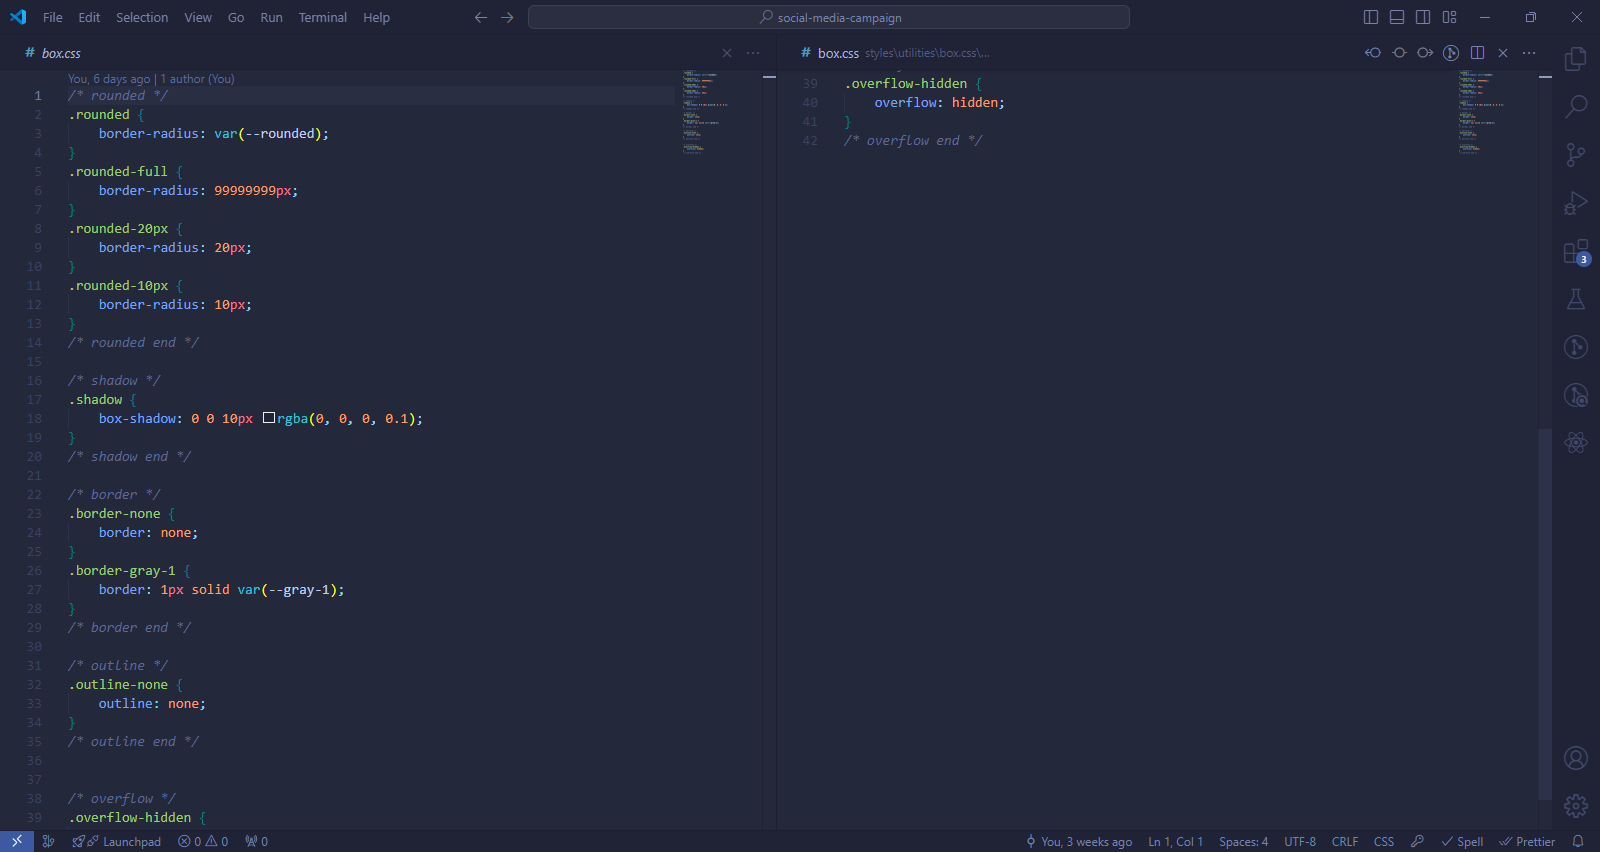 File Edit Selection View Go Run Terminal Help
social-media-campaign
# box.css
# box.css styles\utilities\box.css\...
You, 6 days ago | 1 author (You)
1 /* rounded */
2 .rounded {
3 border-radius: var(--rounded);
4 }
5 .rounded-full {
6 border-radius: 99999999px;
7 }
8 .rounded-20px {
9 border-radius: 20px;
10 }
11 .rounded-10px {
12 border-radius: 10px;
13 }
14 /* rounded end */
15
16 /* shadow */
17 .shadow {
18 box-shadow: 0 0 10px rgba(0, 0, 0, 0.1);
19 }
20 /* shadow end */
21
22 /* border */
23 .border-none {
24 border: none;
25 }
26 .border-gray-1 {
27 border: 1px solid var(--gray-1);
28 }
29 /* border end */
30
31 /* outline */
32 .outline-none {
33 outline: none;
34 }
35 /* outline end */
36
37
38 /* overflow */
39 .overflow-hidden {
39 .overflow-hidden {
40 overflow: hidden;
41 }
42 /* overflow end */
3
Launchpad 0 0 0
You, 3 weeks ago Ln 1, Col 1 Spaces: 4 UTF-8 CRLF CSS Spell Prettier